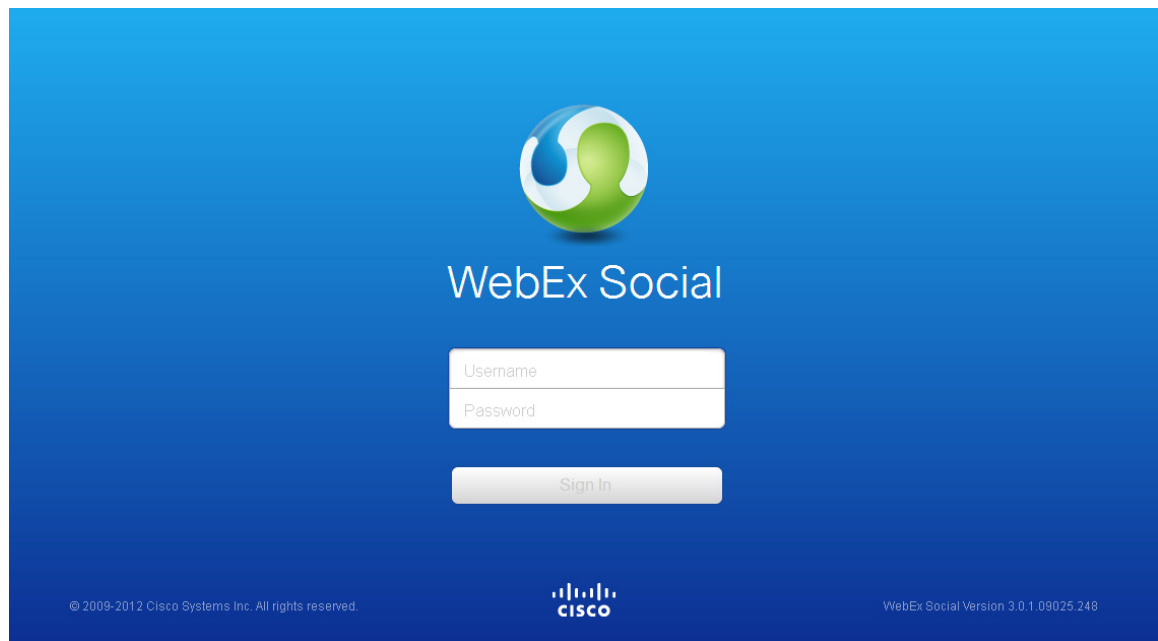 WebEx Social
Username
Password
Sign In
© 2009-2012 Cisco Systems Inc. All rights reserved.
CISCO
WebEx Social Version 3.0.1.09025.248